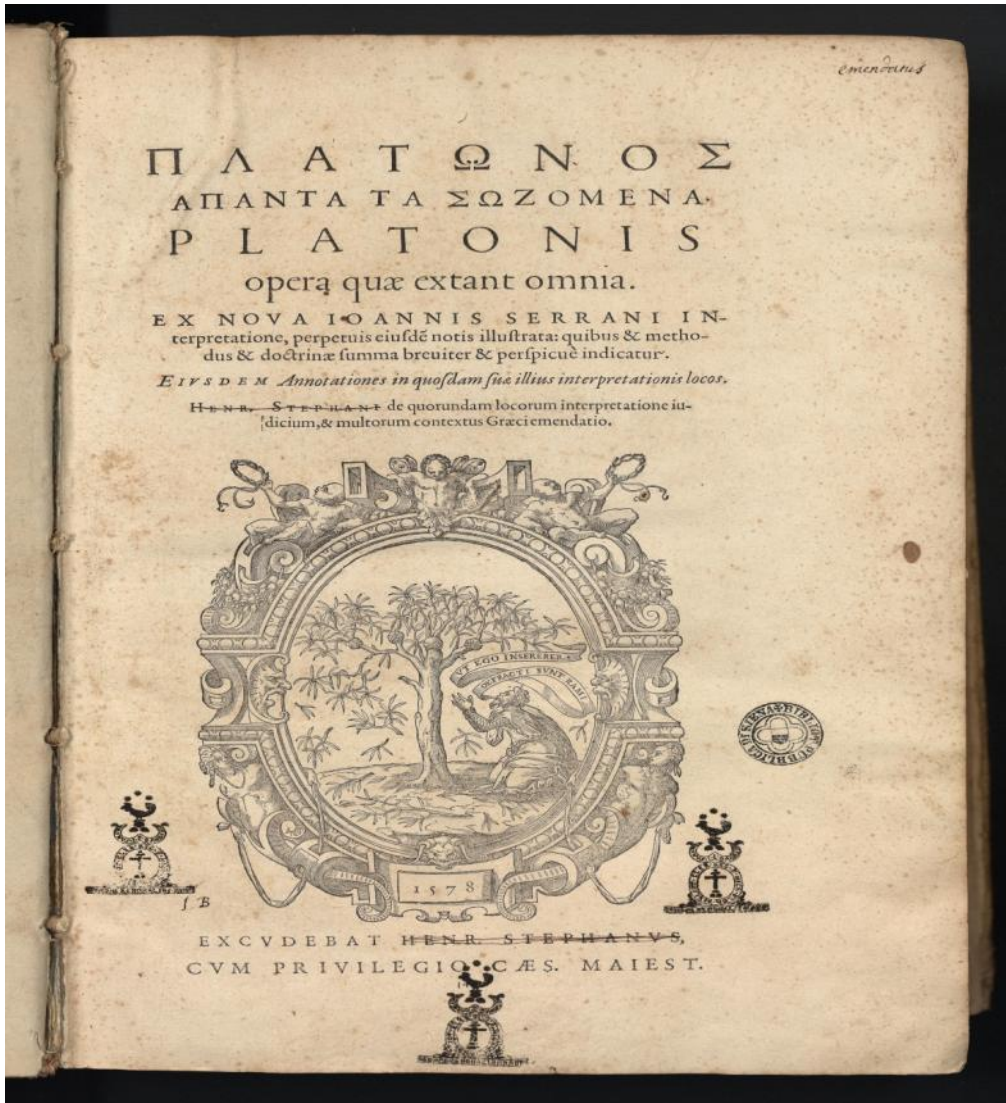 emendatus
ΠΛΑΤΩΝΟΣ
ΑΠΑΝΤΑ ΤΑ ΣΩΖΟΜΕΝΑ.
PLATONIS
opera quæ extant omnia.
EX NOVA IOANNIS SERRANI IN-
terpretatione, perpetuis eiuſdē notis illuſtrata: quibus & metho-
dus & doctrinæ ſumma breuiter & perſpicuè indicatur.
EIVSDEM Annotationes in quoſdam ſuæ illius interpretationis locos.
HENR. STEPHANI de quorundam locorum interpretatione iu-
dicium, & multorum contextus Græci emendatio.
VT EGO INSERERER.
DEFRACTI SVNT RAMI
1578
S B
EXCVDEBAT HENR. STEPHANVS,
CVM PRIVILEGIO CÆS. MAIEST.